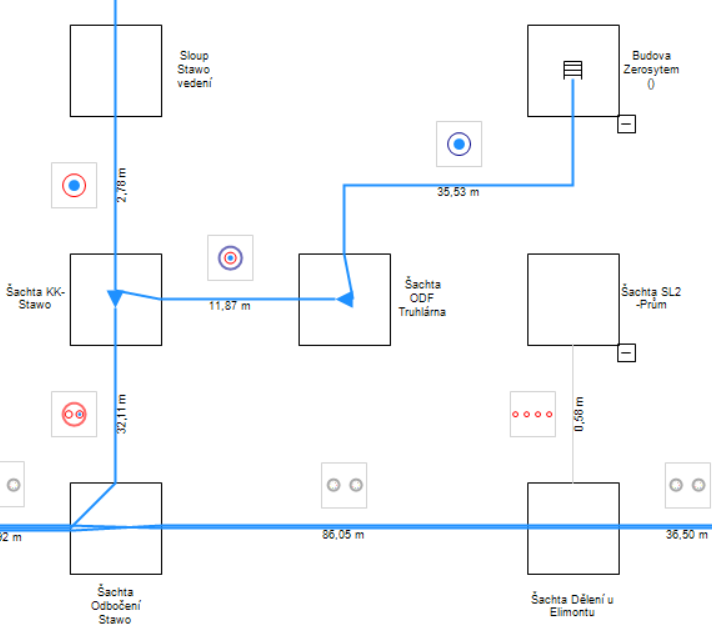 Sloup
Stawo
vedení
Budova
Zerosytem
()
2,78 m
35,53 m
Šachta KK-
Stawo
11,87 m
Šachta
ODF
Truhlárna
Šachta SL2
-Prům
32,11 m
0,58 m
92 m
86,05 m
36,50 m
Šachta
Odbočení
Stawo
Šachta Dělení u
Elimontu